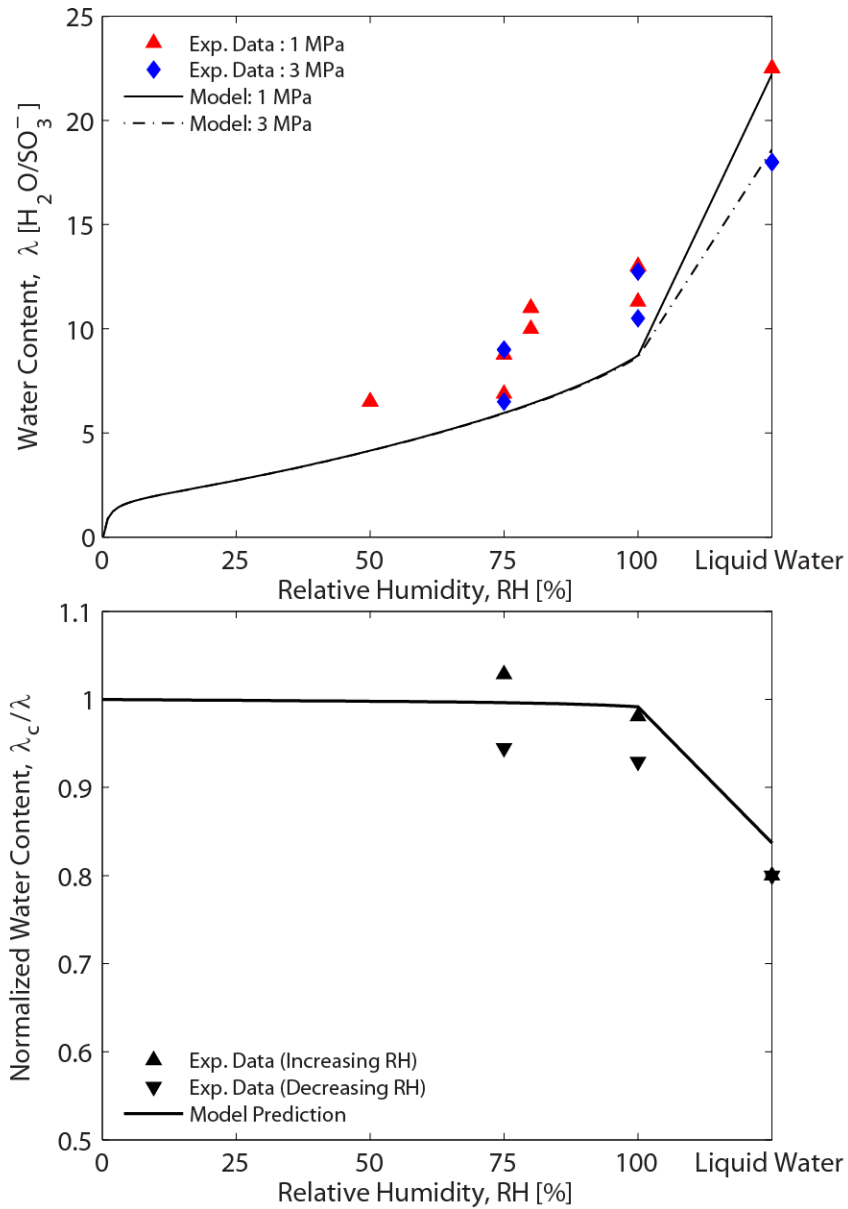 25
20
15
10
5
0
Water Content, λ [H₂O/SO₃⁻]
Exp. Data : 1 MPa
Exp. Data : 3 MPa
Model: 1 MPa
Model: 3 MPa
0 25 50 75 100 Liquid Water
Relative Humidity, RH [%]
1.1
1
0.9
0.8
0.7
0.6
0.5
Normalized Water Content, λc/λ
Exp. Data (Increasing RH)
Exp. Data (Decreasing RH)
Model Prediction
0 25 50 75 100 Liquid Water
Relative Humidity, RH [%]